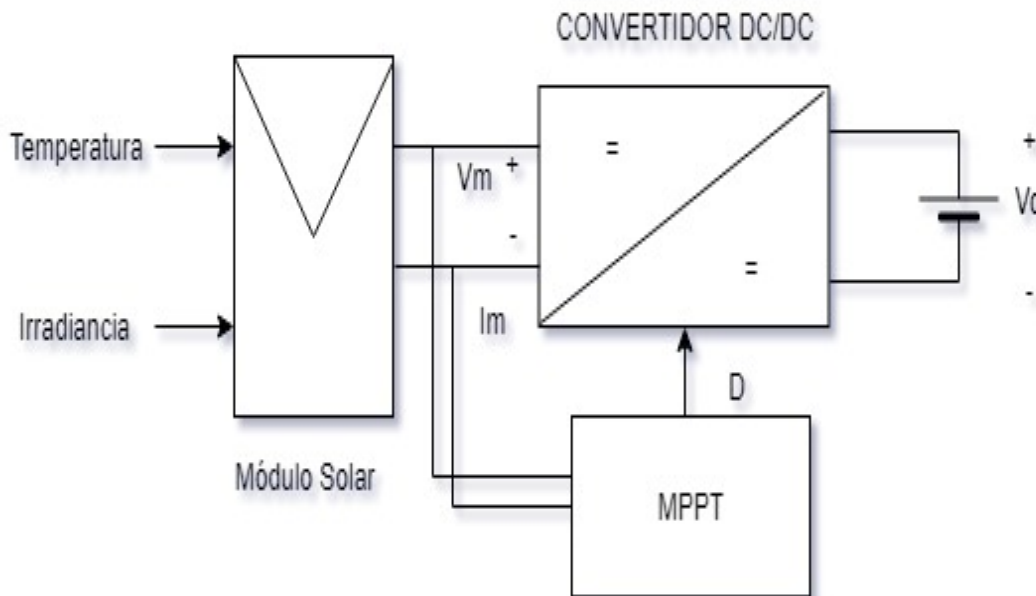 CONVERTIDOR DC/DC
Temperatura
Vm +
=
+
-
=
Irradiancia
Im
-
D
Módulo Solar
MPPT